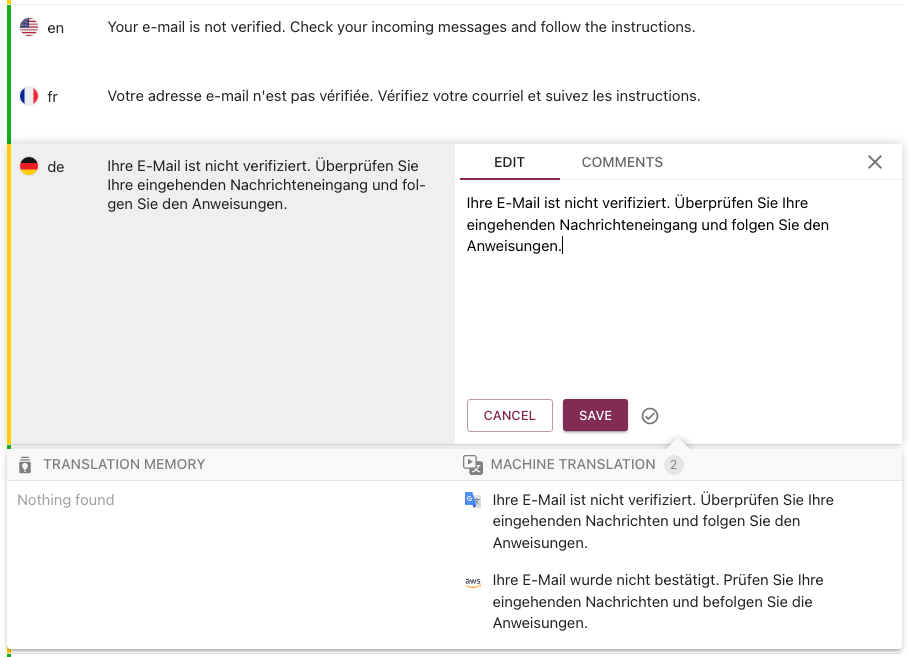 en
Your e-mail is not verified. Check your incoming messages and follow the instructions.
fr
Votre adresse e-mail n'est pas vérifiée. Vérifiez votre courriel et suivez les instructions.
de
Ihre E-Mail ist nicht verifiziert. Überprüfen Sie
Ihre eingehenden Nachrichteneingang und fol-
gen Sie den Anweisungen.
EDIT
COMMENTS
Ihre E-Mail ist nicht verifiziert. Überprüfen Sie Ihre
eingehenden Nachrichteneingang und folgen Sie den
Anweisungen.
CANCEL
SAVE
TRANSLATION MEMORY
Nothing found
MACHINE TRANSLATION 2
Ihre E-Mail ist nicht verifiziert. Überprüfen Sie Ihre
eingehenden Nachrichten und folgen Sie den
Anweisungen.
aws
Ihre E-Mail wurde nicht bestätigt. Prüfen Sie Ihre
eingehenden Nachrichten und befolgen Sie die
Anweisungen.